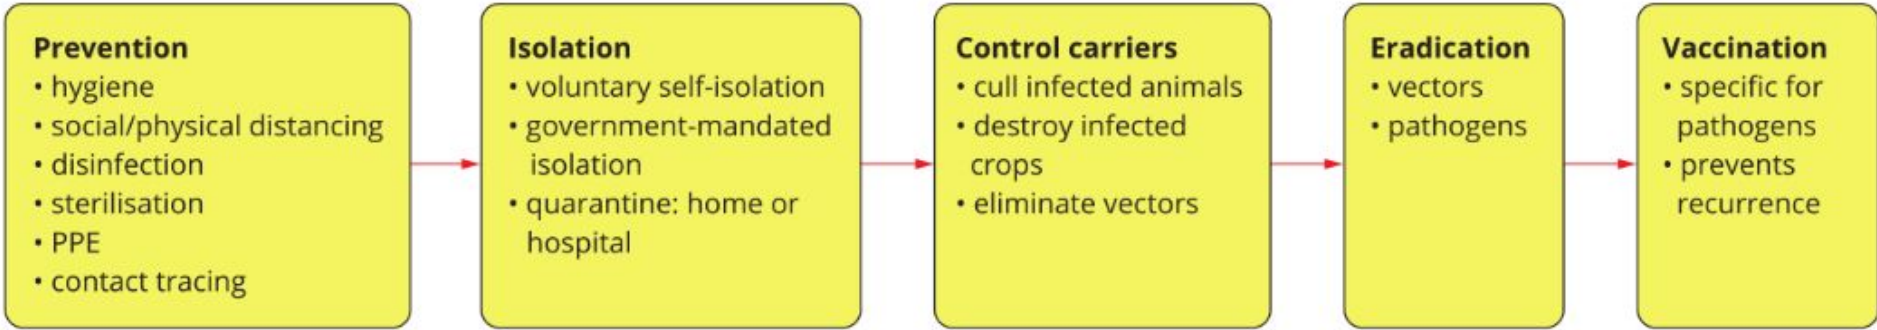 Prevention
• hygiene
• social/physical distancing
• disinfection
• sterilisation
• PPE
• contact tracing
Isolation
• voluntary self-isolation
• government-mandated
isolation
• quarantine: home or
hospital
Control carriers
• cull infected animals
• destroy infected
crops
• eliminate vectors
Eradication
• vectors
• pathogens
Vaccination
• specific for
pathogens
• prevents
recurrence